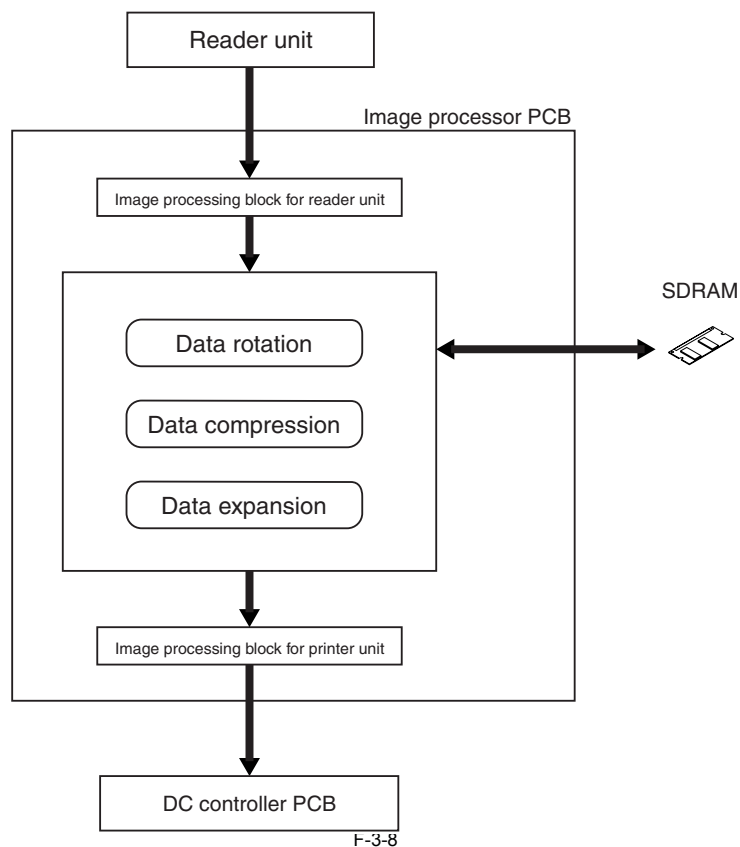 Reader unit
Image processor PCB
Image processing block for reader unit
SDRAM
Data rotation
Data compression
Data expansion
Image processing block for printer unit
DC controller PCB
F-3-8